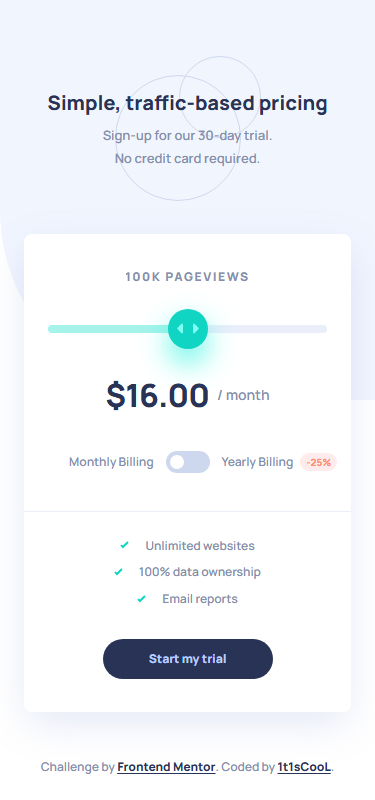 Simple, traffic-based pricing
Sign-up for our 30-day trial.
No credit card required.
100K PAGEVIEWS
$16.00 / month
Monthly Billing Yearly Billing -25%
Unlimited websites
100% data ownership
Email reports
Start my trial
Challenge by Frontend Mentor. Coded by 1t1sCooL.